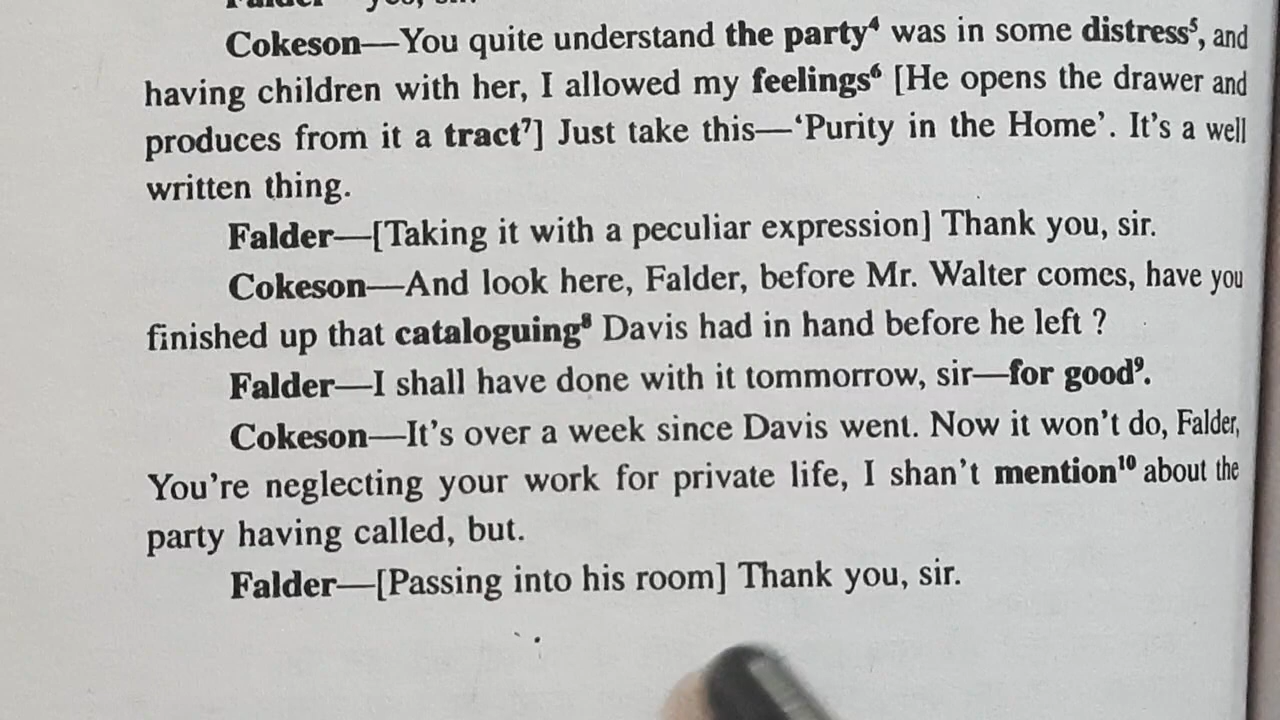 Cokeson—You quite understand the party⁴ was in some distress⁵, and
having children with her, I allowed my feelings⁶ [He opens the drawer and
produces from it a tract⁷] Just take this—‘Purity in the Home’. It's a well
written thing.
Falder—[Taking it with a peculiar expression] Thank you, sir.
Cokeson—And look here, Falder, before Mr. Walter comes, have you
finished up that cataloguing⁸ Davis had in hand before he left ?
Falder—I shall have done with it tommorrow, sir—for good⁹.
Cokeson—It's over a week since Davis went. Now it won't do, Falder,
You're neglecting your work for private life, I shan't mention¹⁰ about the
party having called, but.
Falder—[Passing into his room] Thank you, sir.